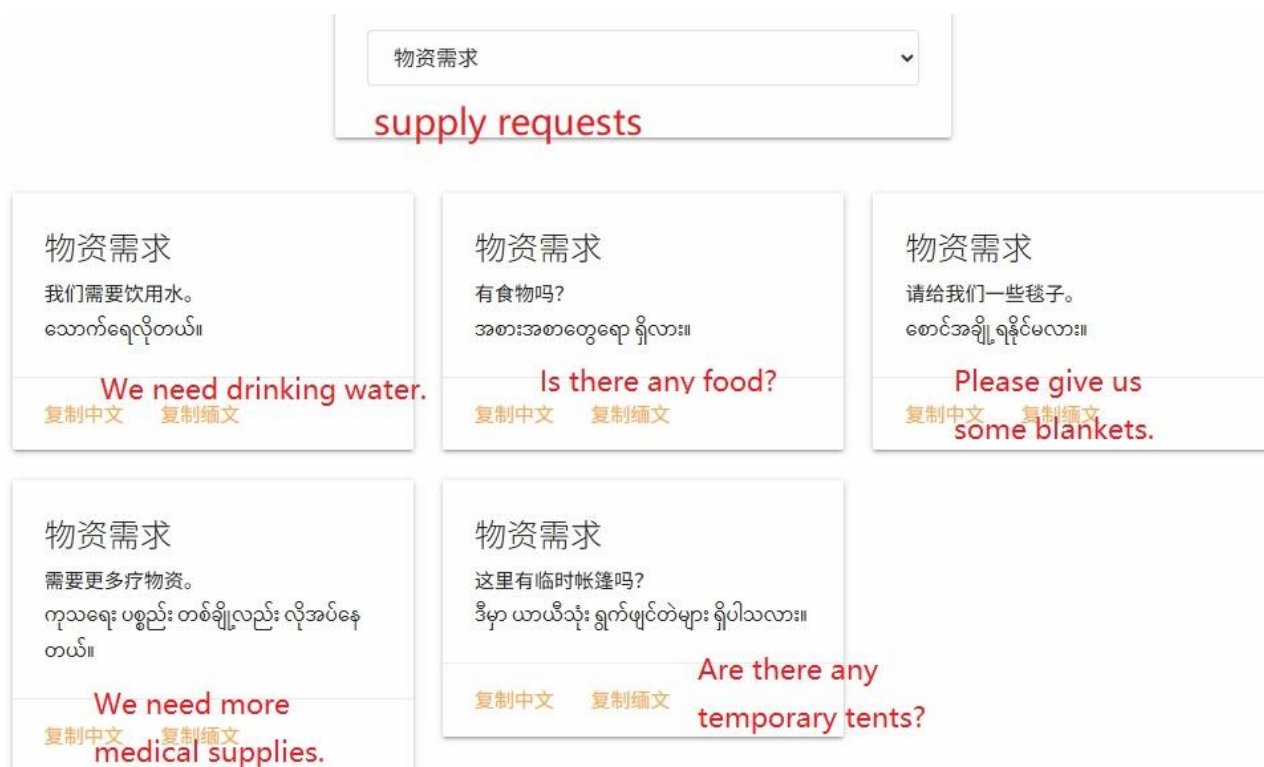 物资需求
supply requests
物资需求
我们需要饮用水。
သောက်ရေလိုတယ်။
We need drinking water.
复制中文 复制缅文
物资需求
有食物吗？
အစားအစာတွေရော ရှိလား။
Is there any food?
复制中文 复制缅文
物资需求
请给我们一些毯子。
စောင်အချို့ ရနိုင်မလား။
Please give us
some blankets.
复制中文 复制缅文
物资需求
需要更多疗物资。
ကုသရေး ပစ္စည်း တစ်ချို့လည်း လိုအပ်နေ
တယ်။
We need more
medical supplies.
复制中文 复制缅文
物资需求
这里有临时帐篷吗？
ဒီမှာ ယာယီသုံး ရွက်ဖျင်တဲများ ရှိပါသလား။
Are there any
temporary tents?
复制中文 复制缅文